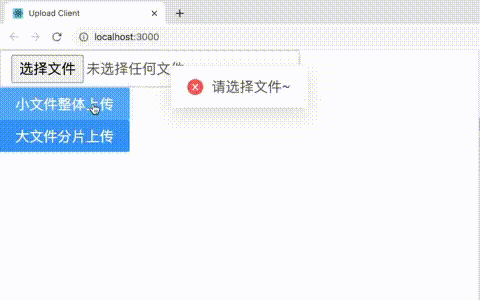 Upload Client
localhost:3000
选择文件 未选择任何文件
请选择文件~
小文件整体上传
大文件分片上传